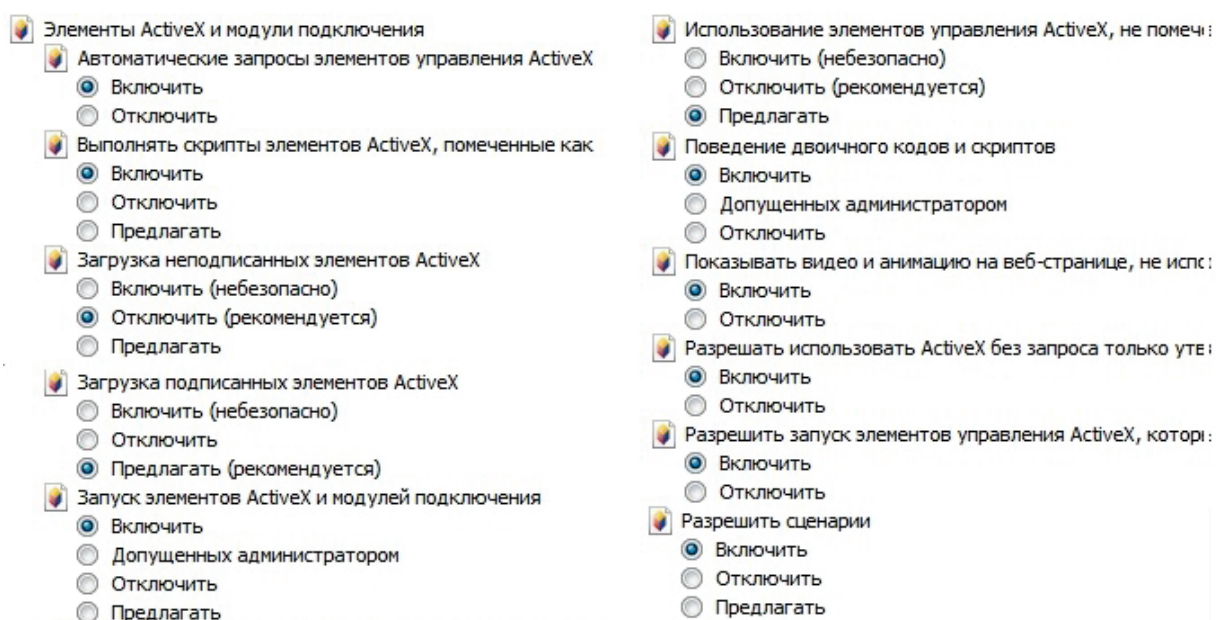 Элементы ActiveX и модули подключения
Автоматические запросы элементов управления ActiveX
Включить
Отключить
Выполнять скрипты элементов ActiveX, помеченные как
Включить
Отключить
Предлагать
Загрузка неподписанных элементов ActiveX
Включить (небезопасно)
Отключить (рекомендуется)
Предлагать
Загрузка подписанных элементов ActiveX
Включить (небезопасно)
Отключить
Предлагать (рекомендуется)
Запуск элементов ActiveX и модулей подключения
Включить
Допущенных администратором
Отключить
Предлагать
Использование элементов управления ActiveX, не
Включить (небезопасно)
Отключить (рекомендуется)
Предлагать
Поведение двоичного кодов и скриптов
Включить
Допущенных администратором
Отключить
Показывать видео и анимацию на веб-странице, не
Включить
Отключить
Разрешать использовать ActiveX без запроса только
Включить
Отключить
Разрешить запуск элементов управления ActiveX,
Включить
Отключить
Разрешить сценарии
Включить
Отключить
Предлагать